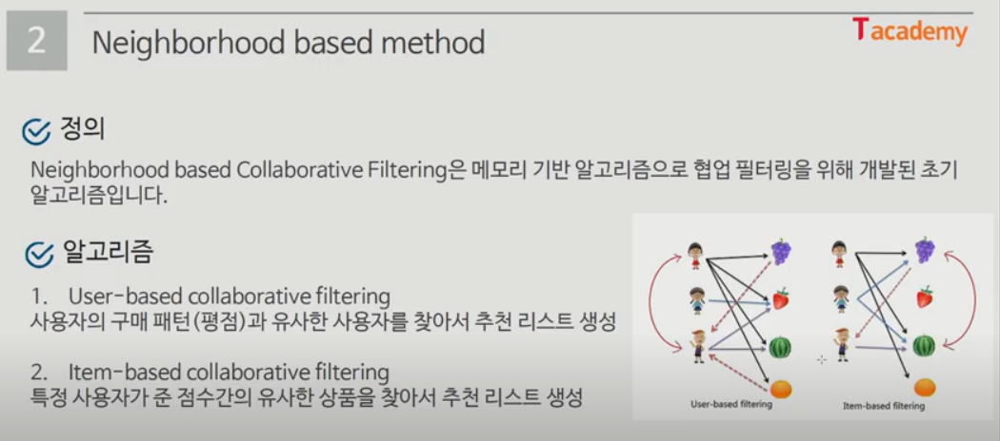 2
Neighborhood based method
Tacademy
정의
Neighborhood based Collaborative Filtering은 메모리 기반 알고리즘으로 협업 필터링을 위해 개발된 초기
알고리즘입니다.
알고리즘
1. User-based collaborative filtering
사용자의 구매 패턴(평점)과 유사한 사용자를 찾아서 추천 리스트 생성
2. Item-based collaborative filtering
특정 사용자가 준 점수간의 유사한 상품을 찾아서 추천 리스트 생성
User-based filtering
Item-based filtering